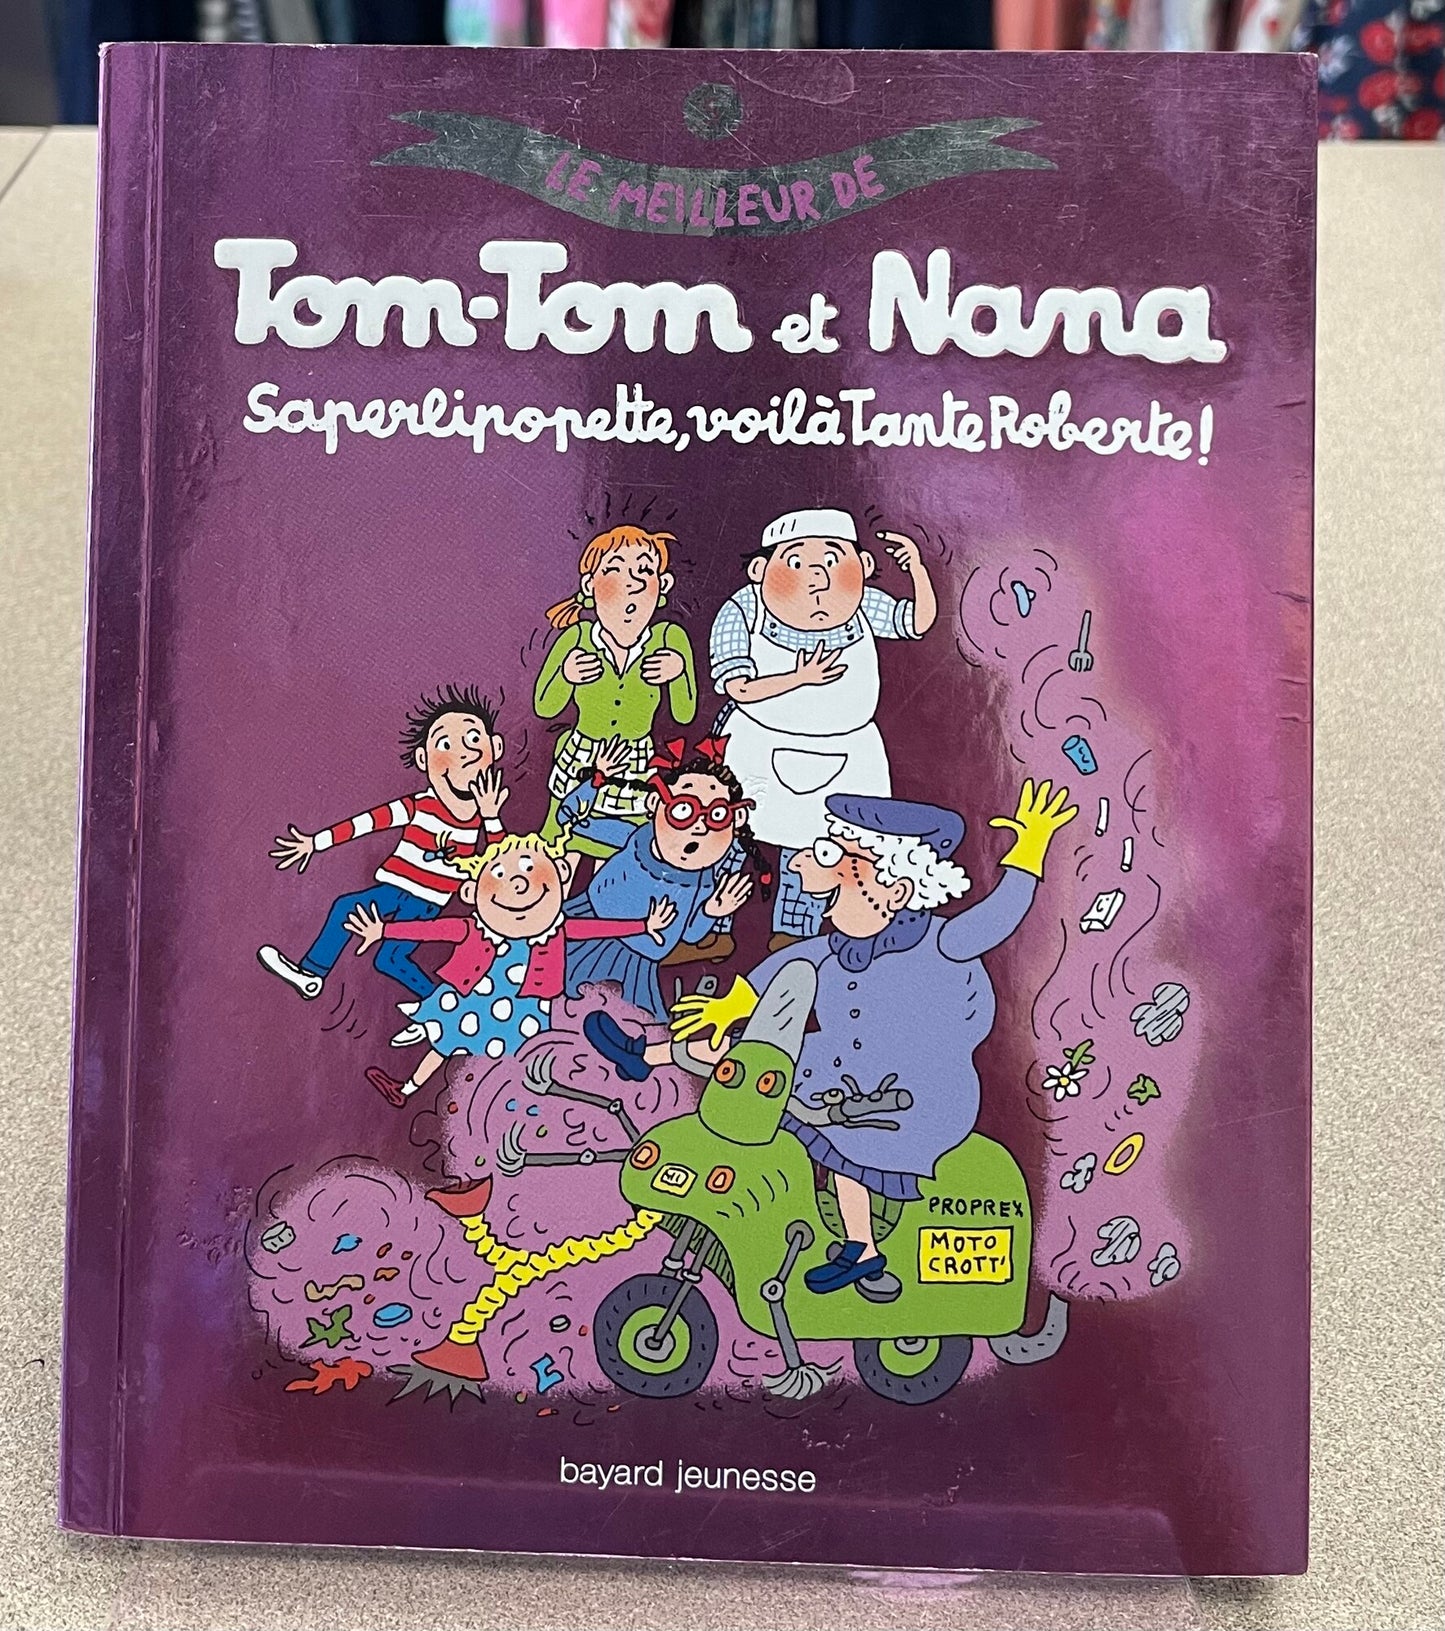 LE MEILLEUR DE
Tom-Tom et Nana
Saperlipopette, voilà Tante Roberte!
PROPREX
MOTO
CROTT'
bayard jeunesse